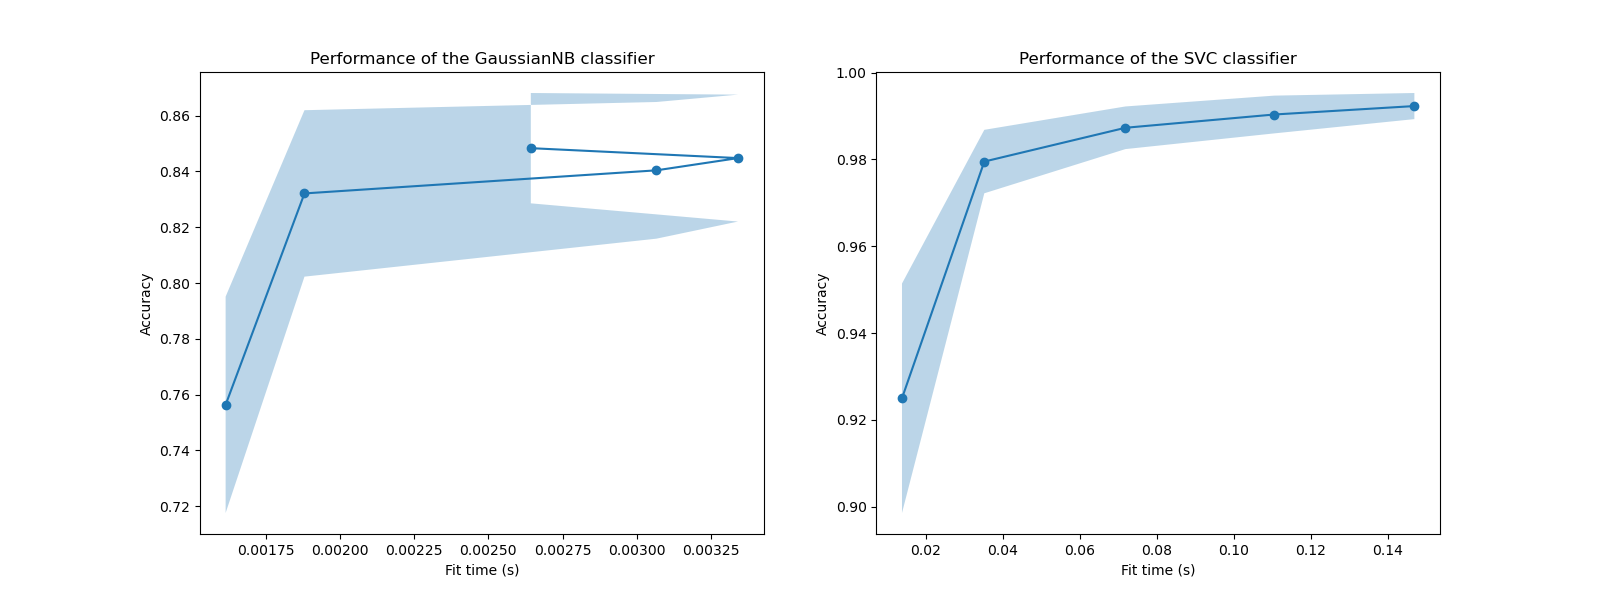 Performance of the GaussianNB classifier
0.86
0.84
0.82
0.80
0.78
0.76
0.74
0.72
Accuracy
0.00175 0.00200 0.00225 0.00250 0.00275 0.00300 0.00325
Fit time (s)
Performance of the SVC classifier
1.00
0.98
0.96
0.94
0.92
0.90
Accuracy
0.02 0.04 0.06 0.08 0.10 0.12 0.14
Fit time (s)